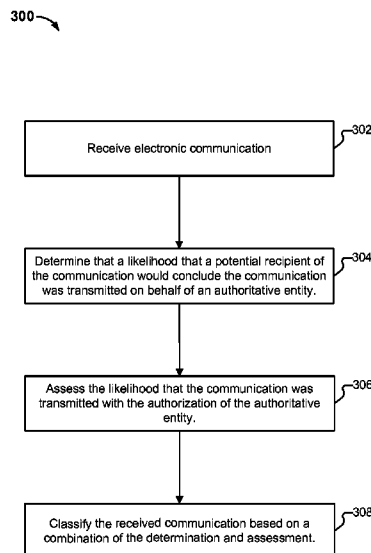 300
302
Receive electronic communication
304
Determine that a likelihood that a potential recipient of
the communication would conclude the communication
was transmitted on behalf of an authoritative entity.
306
Assess the likelihood that the communication was
transmitted with the authorization of the authoritative
entity.
308
Classify the received communication based on a
combination of the determination and assessment.